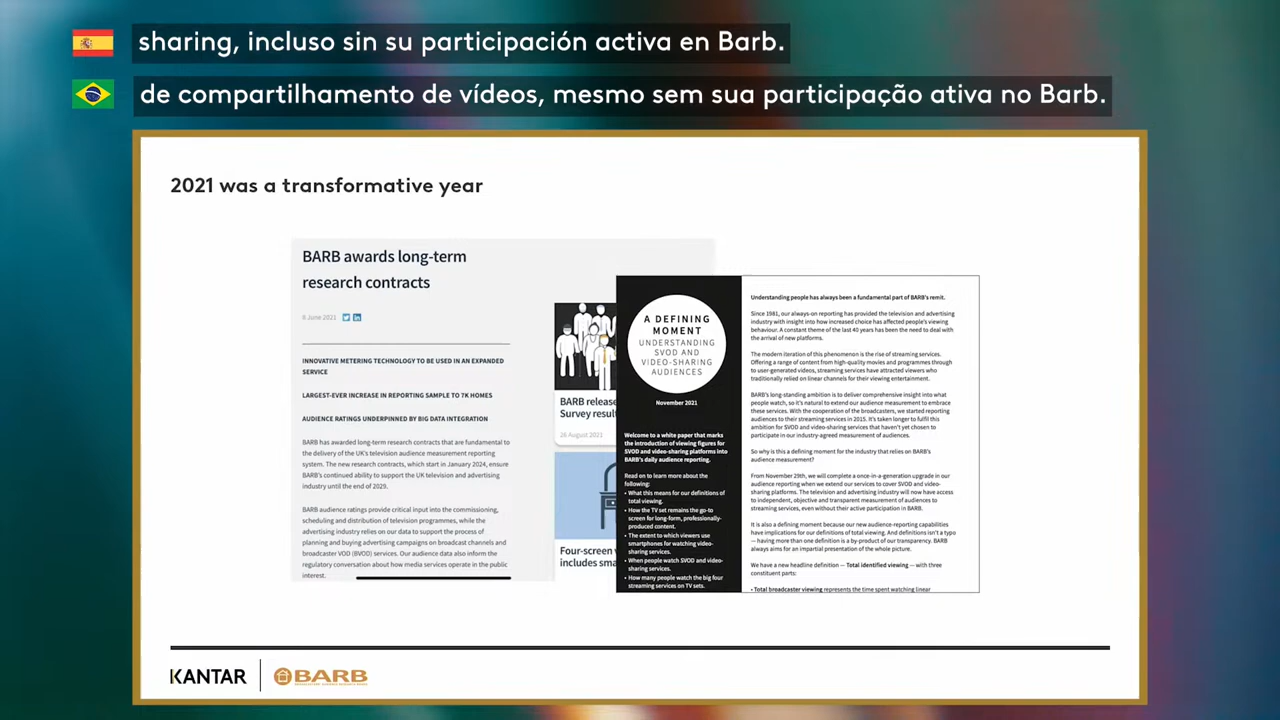 sharing, incluso sin su participación activa en Barb.
de compartilhamento de vídeos, mesmo sem sua participação ativa no Barb.
2021 was a transformative year
BARB awards long-term
research contracts
8 June 2021
INNOVATIVE METERING TECHNOLOGY TO BE USED IN AN EXPANDED
SERVICE
LARGEST-EVER INCREASE IN REPORTING SAMPLE TO 7K HOMES
AUDIENCE RATINGS UNDERPINNED BY BIG DATA INTEGRATION
BARB has awarded long-term research contracts that are fundamental to
the delivery of the UK's television audience measurement reporting
system. The new research contracts, which start in January 2024, ensure
BARB's continued ability to support the UK television and advertising
industry until the end of 2029.
BARB audience ratings provide critical input into the commissioning,
scheduling and distribution of television programmes, while the
advertising industry relies on our data to support the process of
planning and buying advertising campaigns on broadcast channels and
broadcaster VOD (BVOD) services. Our audience data also inform the
regulatory conversation about how media services operate in the public
interest.
BARB release
Survey result
26 August 2021
Four-screen v
includes sma
A DEFINING
MOMENT
UNDERSTANDING
SVOD AND
VIDEO-SHARING
AUDIENCES
November 2021
Welcome to a white paper that marks
the introduction of viewing figures for
SVOD and video-sharing platforms into
BARB's daily audience reporting.
Read on to learn more about the
following:
• What this means for our definitions of
total viewing.
• How the TV set remains the go-to
screen for long-form, professionally-
produced content.
• The extent to which viewers use
smartphones for watching video-
sharing services.
• When people watch SVOD and video-
sharing services.
• How many people watch the big four
streaming services on TV sets.
Understanding people has always been a fundamental part of BARB's remit.
Since 1981, our always-on reporting has provided the television and advertising
industry with insight into how increased choice has affected people's viewing
behaviour. A constant theme of the last 40 years has been the need to deal with
the arrival of new platforms.
The modern iteration of this phenomenon is the rise of streaming services.
Offering a range of content from high-quality movies and programmes through
to user-generated videos, streaming services have attracted viewers who
traditionally relied on linear channels for their viewing entertainment.
BARB's long-standing ambition is to deliver comprehensive insight into what
people watch, so it's natural to extend our audience measurement to embrace
these services. With the cooperation of the broadcasters, we started reporting
audiences to their streaming services in 2015. It's taken longer to fulfil this
ambition for SVOD and video-sharing services that haven't yet chosen to
participate in our industry-agreed measurement of audiences.
So why is this a defining moment for the industry that relies on BARB's
audience measurement?
From November 29th, we will complete a once-in-a-generation upgrade in our
audience reporting when we extend our services to cover SVOD and video-
sharing platforms. The television and advertising industry will now have access
to independent, objective and transparent measurement of audiences to
streaming services, even without their active participation in BARB.
It is also a defining moment because our new audience-reporting capabilities
have implications for our definitions of total viewing. And definitions isn't a typo
— having more than one definition is a by-product of our transparency. BARB
always aims for an impartial presentation of the whole picture.
We have a new headline definition — Total identified viewing — with three
constituent parts:
• Total broadcaster viewing represents the time spent watching linear
KANTAR
BARB